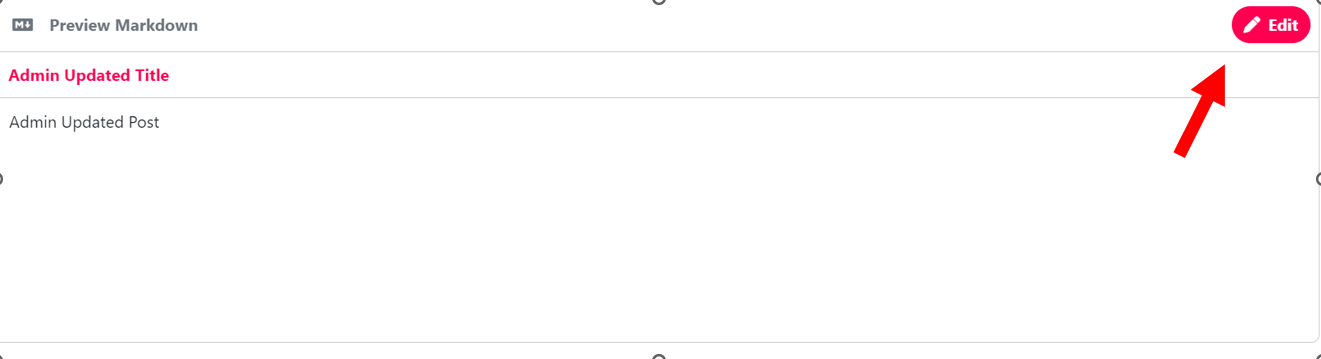 Preview Markdown
Edit
Admin Updated Title
Admin Updated Post